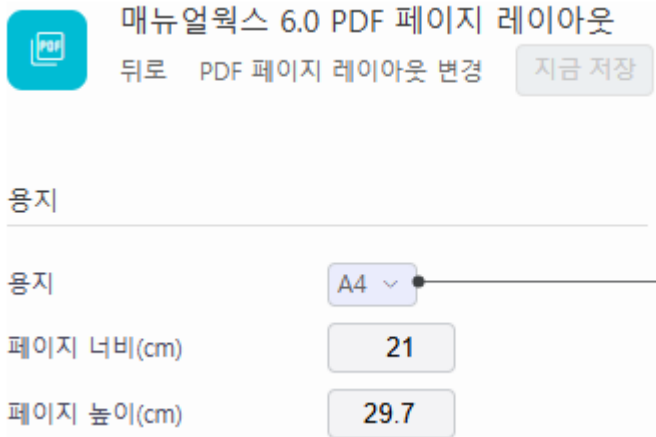 PDF
매뉴얼웍스 6.0 PDF 페이지 레이아웃
뒤로 PDF 페이지 레이아웃 변경 지금 저장
용지
용지 A4
페이지 너비(cm) 21
페이지 높이(cm) 29.7